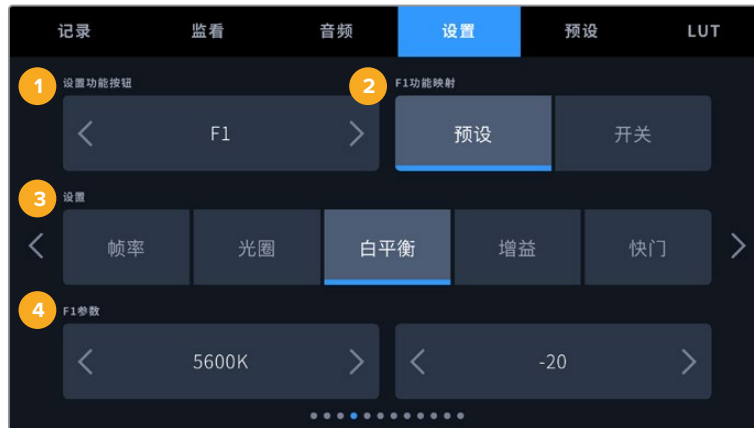 记录 监看 音频 设置 预设 LUT
1 设置功能按钮 2 F1功能映射
F1 预设 开关
3 设置
帧率 光圈 白平衡 增益 快门
4 F1参数
5600K -20